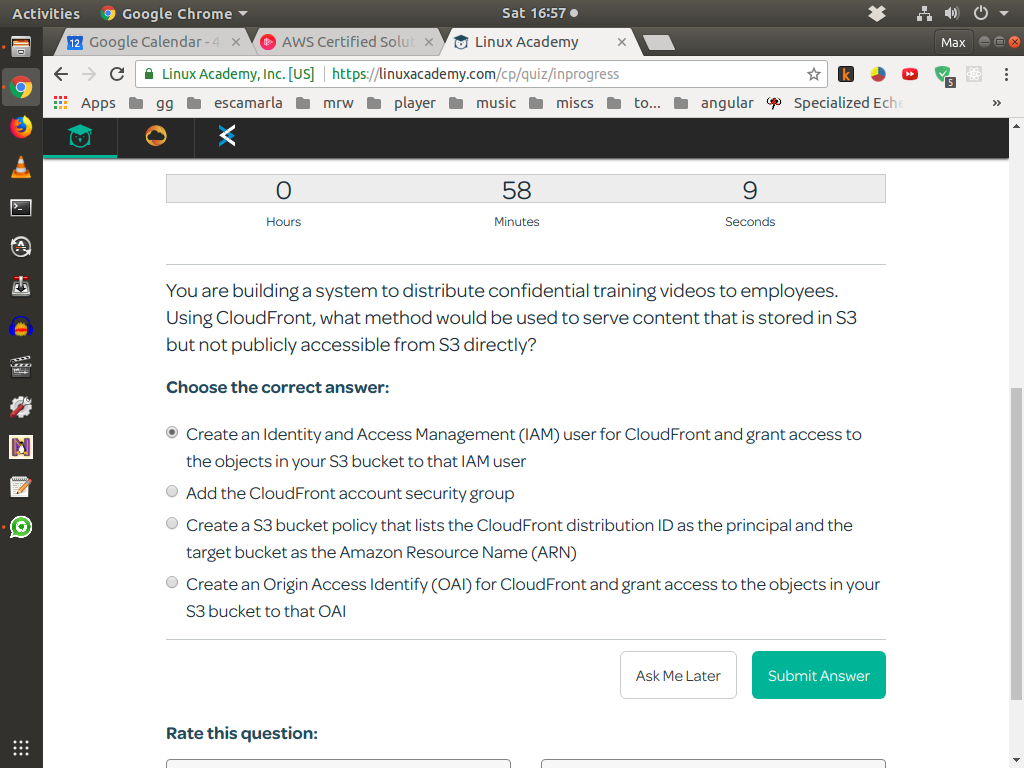 Activities Google Chrome Sat 16:57
Google Calendar - 4 AWS Certified Solut Linux Academy Max
Linux Academy, Inc. [US] https://linuxacademy.com/cp/quiz/inprogress 5
Apps gg escamarla mrw player music miscs to... angular Specialized Eche »
0 58 9
Hours Minutes Seconds
You are building a system to distribute confidential training videos to employees.
Using CloudFront, what method would be used to serve content that is stored in S3
but not publicly accessible from S3 directly?
Choose the correct answer:
Create an Identity and Access Management (IAM) user for CloudFront and grant access to
the objects in your S3 bucket to that IAM user
Add the CloudFront account security group
Create a S3 bucket policy that lists the CloudFront distribution ID as the principal and the
target bucket as the Amazon Resource Name (ARN)
Create an Origin Access Identify (OAI) for CloudFront and grant access to the objects in your
S3 bucket to that OAI
Ask Me Later Submit Answer
Rate this question: